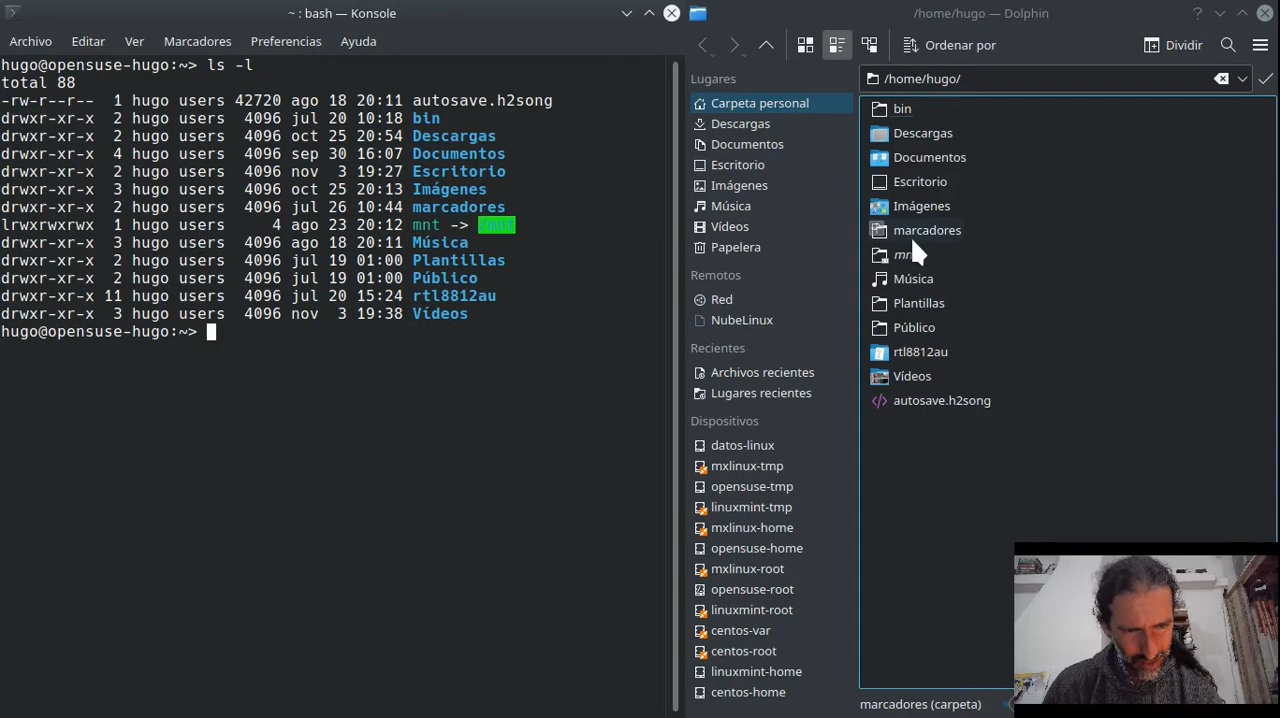 ~ : bash — Konsole
Archivo Editar Ver Marcadores Preferencias Ayuda
hugo@opensuse-hugo:~> ls -l
total 88
-rw-r--r-- 1 hugo users 42720 ago 18 20:11 autosave.h2song
drwxr-xr-x 2 hugo users 4096 jul 20 10:18 bin
drwxr-xr-x 2 hugo users 4096 oct 25 20:54 Descargas
drwxr-xr-x 4 hugo users 4096 sep 30 16:07 Documentos
drwxr-xr-x 2 hugo users 4096 nov 3 19:27 Escritorio
drwxr-xr-x 3 hugo users 4096 oct 25 20:13 Imágenes
drwxr-xr-x 2 hugo users 4096 jul 26 10:44 marcadores
lrwxrwxrwx 1 hugo users 4 ago 23 20:12 mnt -> /mnt
drwxr-xr-x 3 hugo users 4096 ago 18 20:11 Música
drwxr-xr-x 2 hugo users 4096 jul 19 01:00 Plantillas
drwxr-xr-x 2 hugo users 4096 jul 19 01:00 Público
drwxr-xr-x 11 hugo users 4096 jul 20 15:24 rtl8812au
drwxr-xr-x 3 hugo users 4096 nov 3 19:38 Vídeos
hugo@opensuse-hugo:~>
/home/hugo — Dolphin
Ordenar por
Dividir
Lugares
Carpeta personal
Descargas
Documentos
Escritorio
Imágenes
Música
Vídeos
Papelera
Remotos
Red
NubeLinux
Recientes
Archivos recientes
Lugares recientes
Dispositivos
datos-linux
mxlinux-tmp
opensuse-tmp
linuxmint-tmp
mxlinux-home
opensuse-home
mxlinux-root
opensuse-root
linuxmint-root
centos-var
centos-root
linuxmint-home
centos-home
/home/hugo/
bin
Descargas
Documentos
Escritorio
Imágenes
marcadores
Música
Plantillas
Público
rtl8812au
Vídeos
autosave.h2song
marcadores (carpeta)